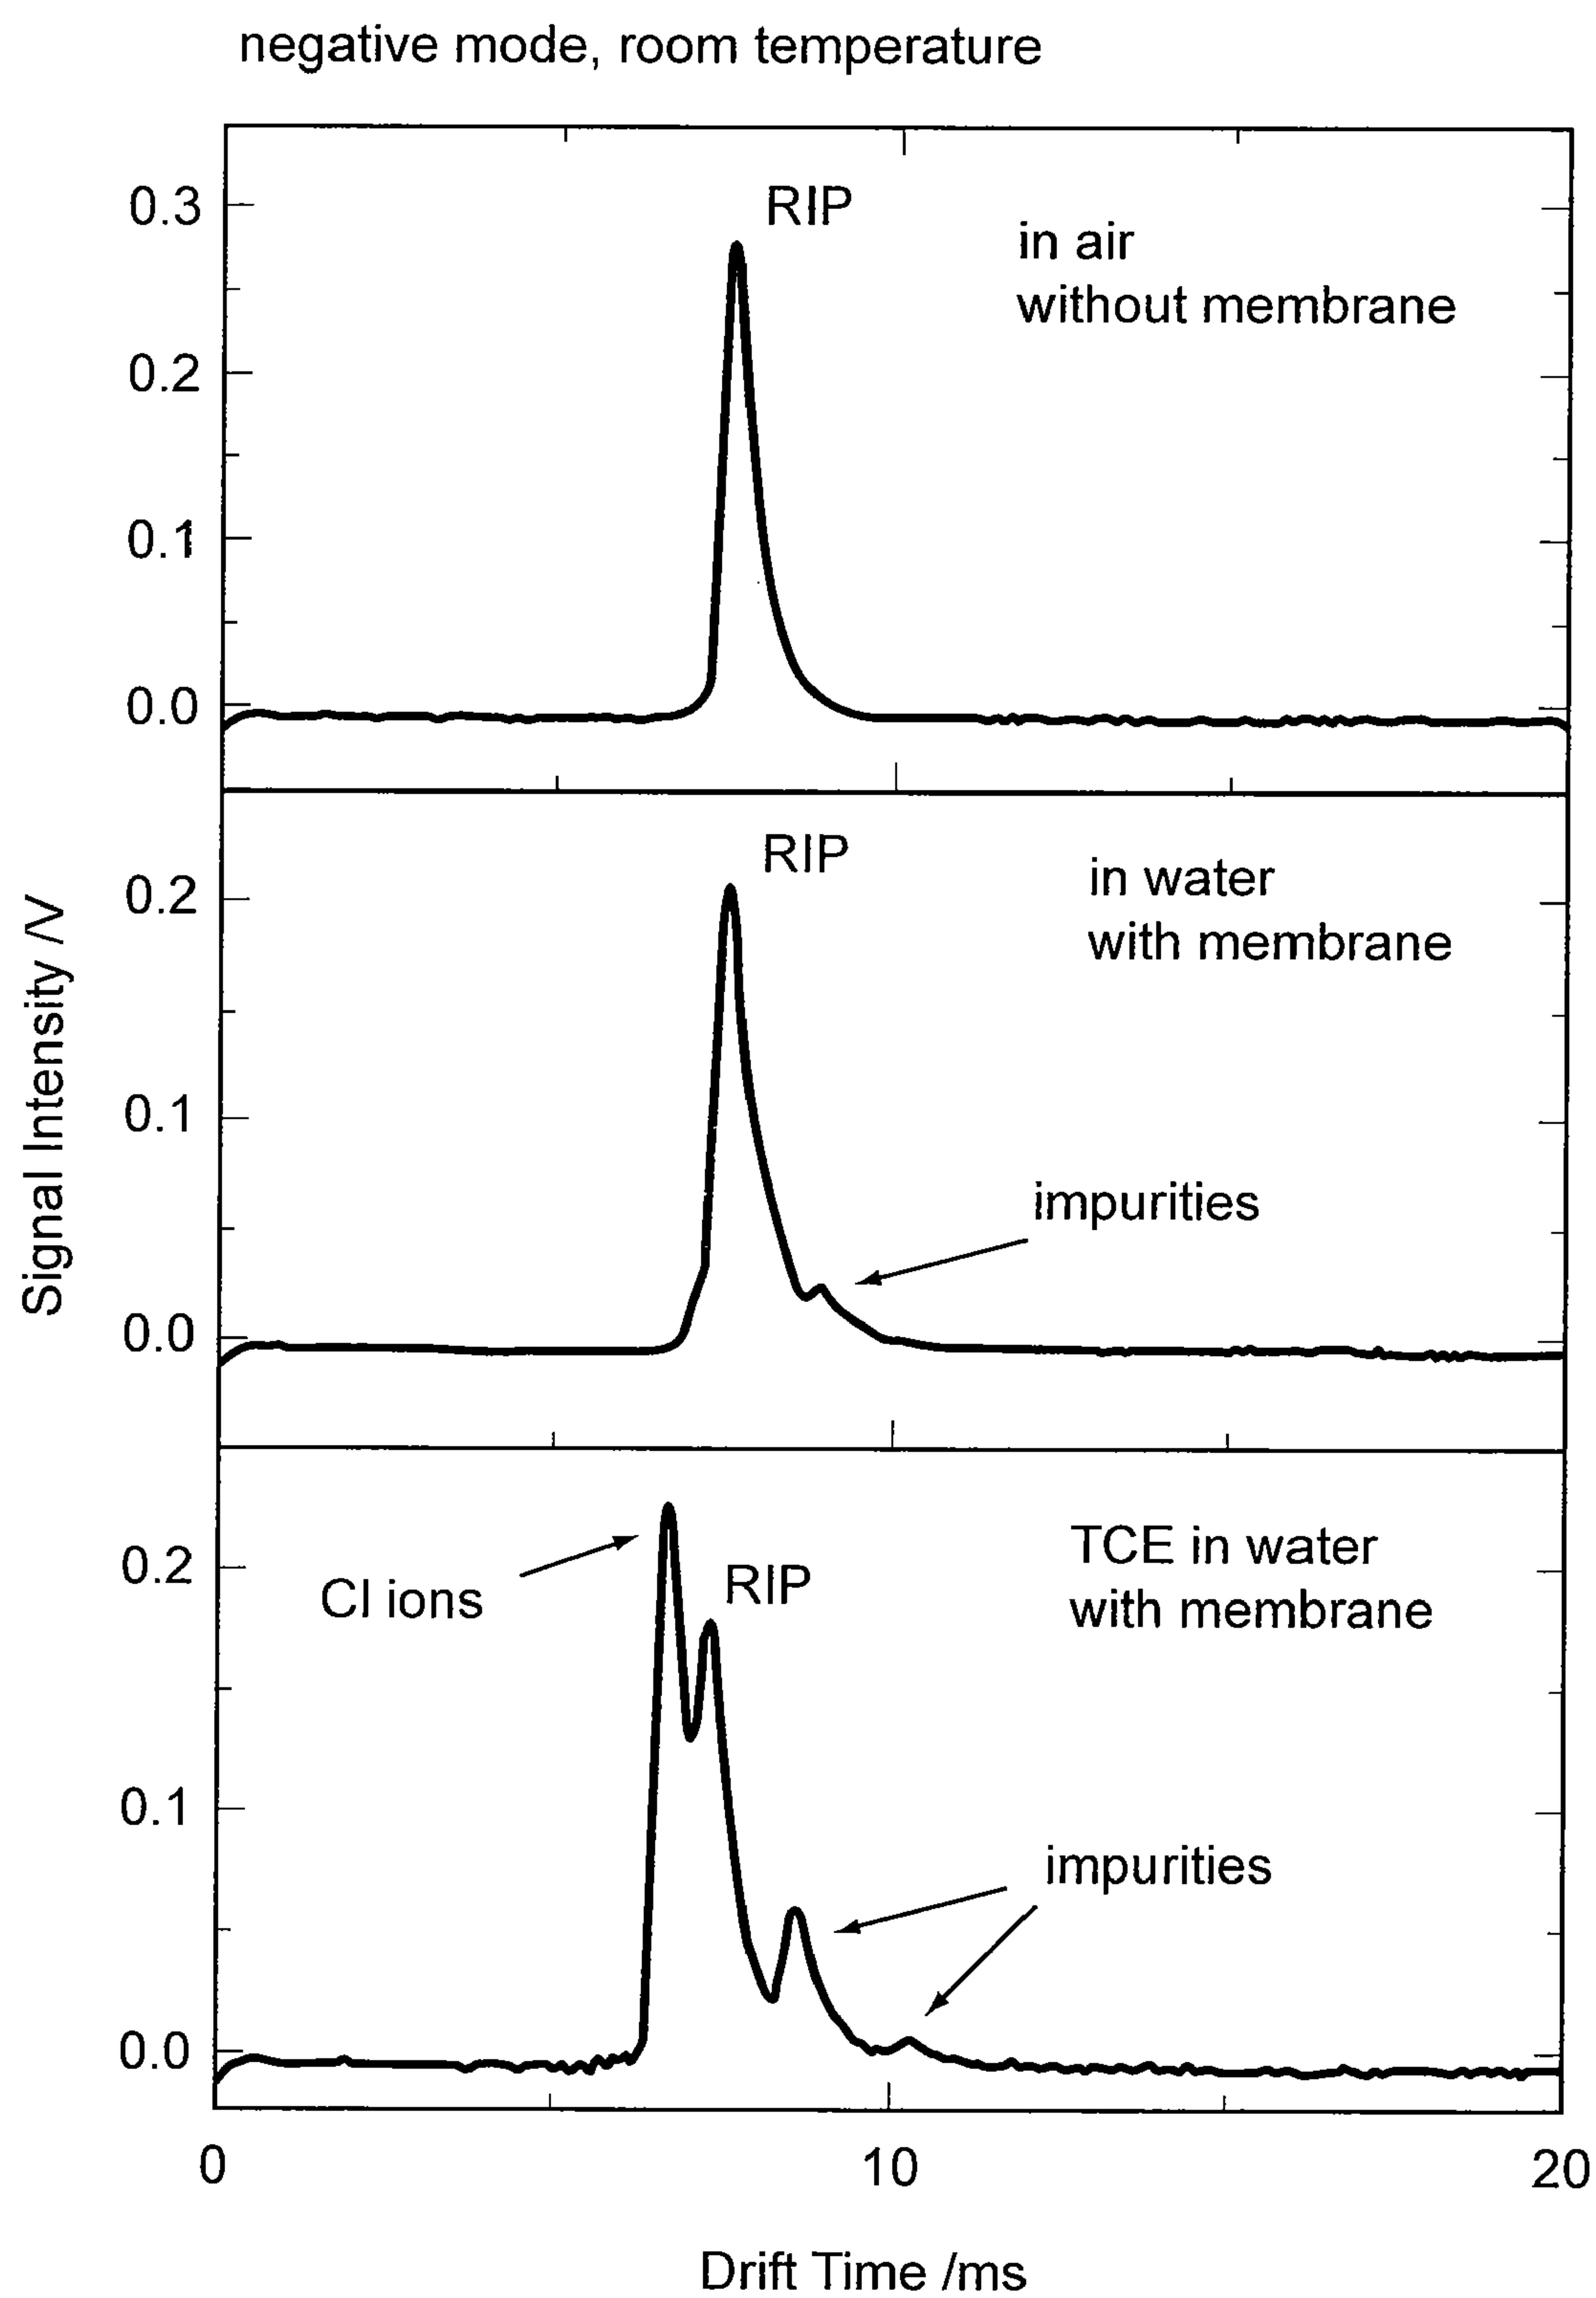 negative mode, room temperature
0.3
RIP
in air
without membrane
0.2
0.1
0.0
RIP
in water
with membrane
0.2
0.1
impurities
0.0
Signal Intensity /V
TCE in water
with membrane
0.2
Cl ions
RIP
0.1
impurities
0.0
0
10
20
Drift Time /ms